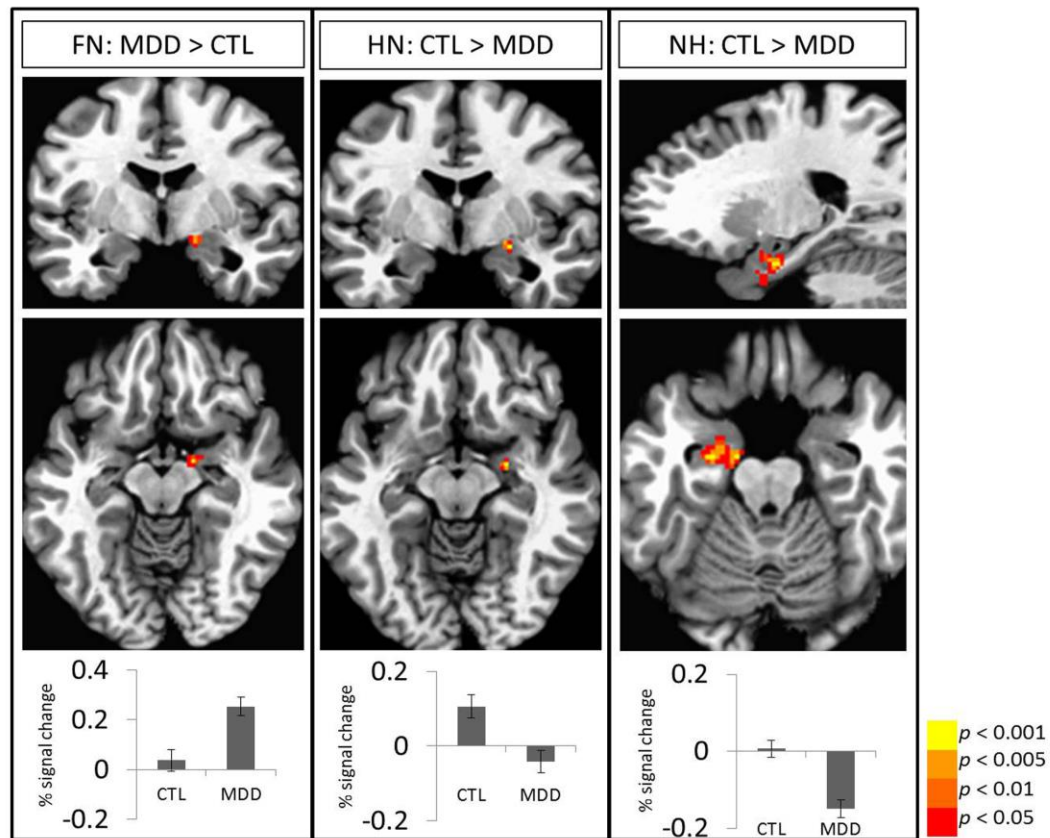 FN: MDD > CTL
HN: CTL > MDD
NH: CTL > MDD
% signal change
0.4
0.2
0
-0.2
CTL
MDD
% signal change
0.2
0
-0.2
CTL
MDD
% signal change
0.2
0
-0.2
CTL
MDD
p < 0.001
p < 0.005
p < 0.01
p < 0.05